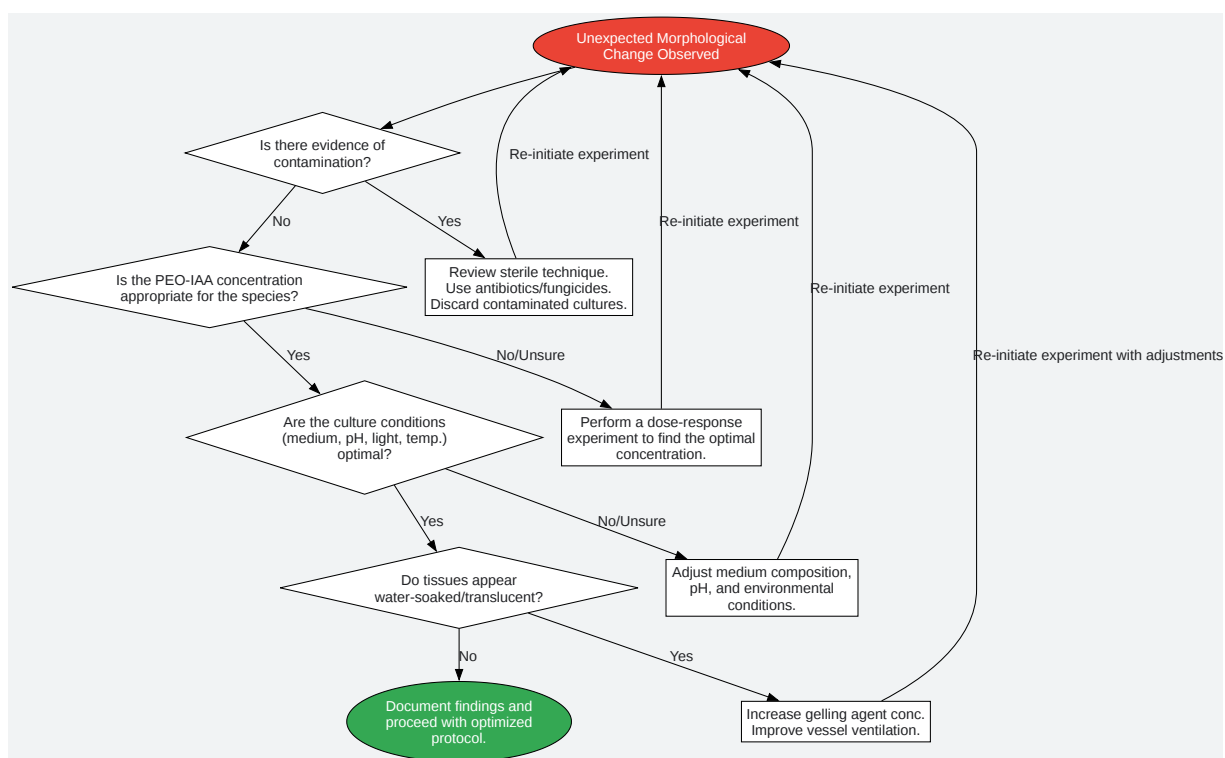 Unexpected Morphological
Change Observed
Is there evidence of
contamination?
Re-initiate experiment
No
Yes
Re-initiate experiment
Is the PEO-IAA concentration
appropriate for the species?
Review sterile technique.
Use antibiotics/fungicides.
Discard contaminated cultures.
Re-initiate experiment
Yes
No/Unsure
Re-initiate experiment with adjustments
Are the culture conditions
(medium, pH, light, temp.)
optimal?
Perform a dose-response
experiment to find the optimal
concentration.
Yes
No/Unsure
Do tissues appear
water-soaked/translucent?
Adjust medium composition,
pH, and environmental
conditions.
No
Yes
Document findings and
proceed with optimized
protocol.
Increase gelling agent conc.
Improve vessel ventilation.